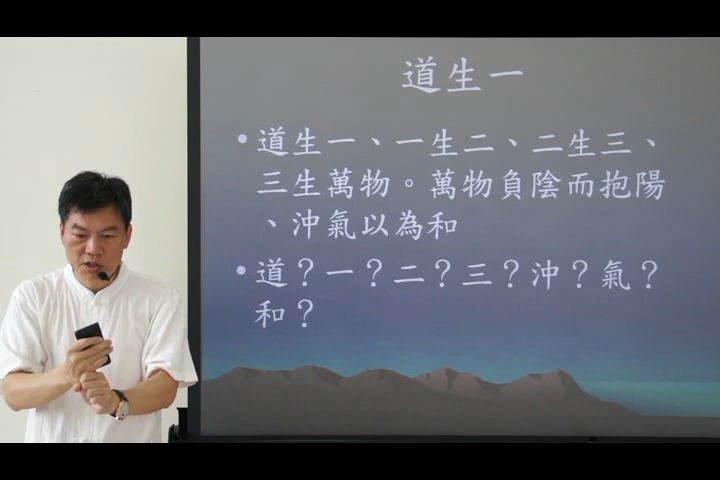 道生一
•道生一、一生二、二生三、
三生萬物。萬物負陰而抱陽
、沖氣以為和
•道？一？二？三？沖？氣？
和？